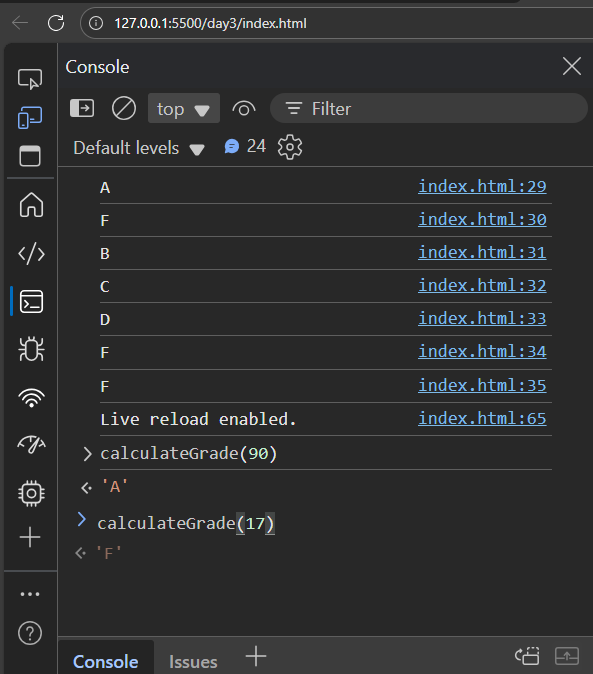 127.0.0.1:5500/day3/index.html
Console
top
Filter
Default levels
24
A index.html:29
F index.html:30
B index.html:31
C index.html:32
D index.html:33
F index.html:34
F index.html:35
Live reload enabled. index.html:65
> calculateGrade(90)
'A'
> calculateGrade(17)
'F'
Console Issues